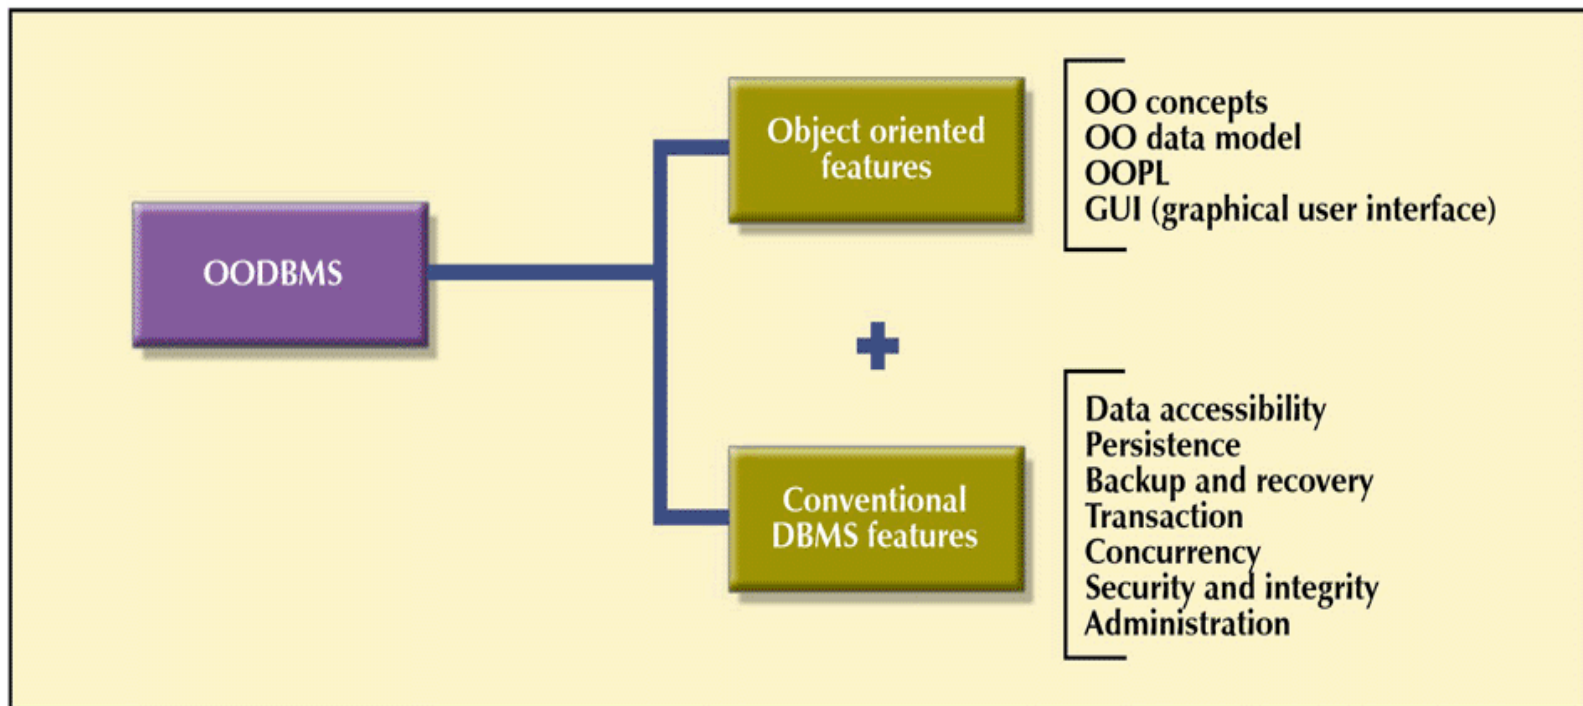 OODBMS
Object oriented
features
OO concepts
OO data model
OOPL
GUI (graphical user interface)
Conventional
DBMS features
Data accessibility
Persistence
Backup and recovery
Transaction
Concurrency
Security and integrity
Administration